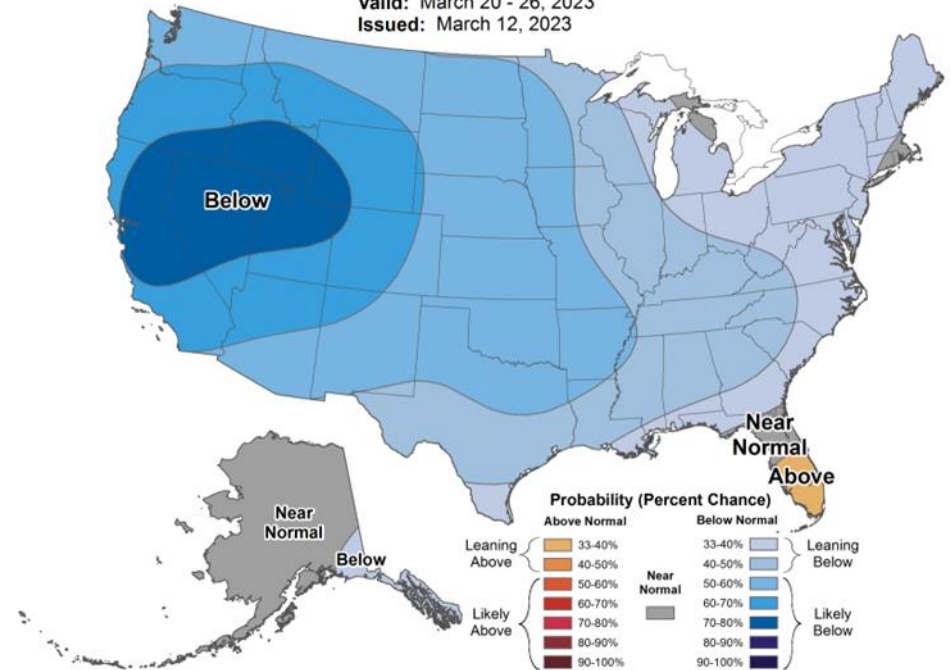 Valid: March 20 - 26, 2023
Issued: March 12, 2023
Below
Near
Normal
Above
Near
Normal
Below
Probability (Percent Chance)
Above Normal
Below Normal
Leaning
Above
33-40%
40-50%
50-60%
60-70%
70-80%
80-90%
90-100%
Likely
Above
Near
Normal
33-40%
40-50%
50-60%
60-70%
70-80%
80-90%
90-100%
Leaning
Below
Likely
Below